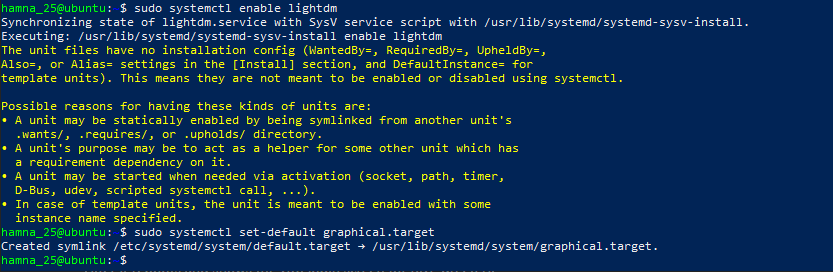 hamna_25@ubuntu:~$ sudo systemctl enable lightdm
Synchronizing state of lightdm.service with SysV service script with /usr/lib/systemd/systemd-sysv-install.
Executing: /usr/lib/systemd/systemd-sysv-install enable lightdm
The unit files have no installation config (WantedBy=, RequiredBy=, UpheldBy=,
Also=, or Alias= settings in the [Install] section, and DefaultInstance= for
template units). This means they are not meant to be enabled or disabled using systemctl.

Possible reasons for having these kinds of units are:
• A unit may be statically enabled by being symlinked from another unit's
  .wants/, .requires/, or .upholds/ directory.
• A unit's purpose may be to act as a helper for some other unit which has
  a requirement dependency on it.
• A unit may be started when needed via activation (socket, path, timer,
  D-Bus, udev, scripted systemctl call, ...).
• In case of template units, the unit is meant to be enabled with some
  instance name specified.
hamna_25@ubuntu:~$ sudo systemctl set-default graphical.target
Created symlink /etc/systemd/system/default.target → /usr/lib/systemd/system/graphical.target.
hamna_25@ubuntu:~$